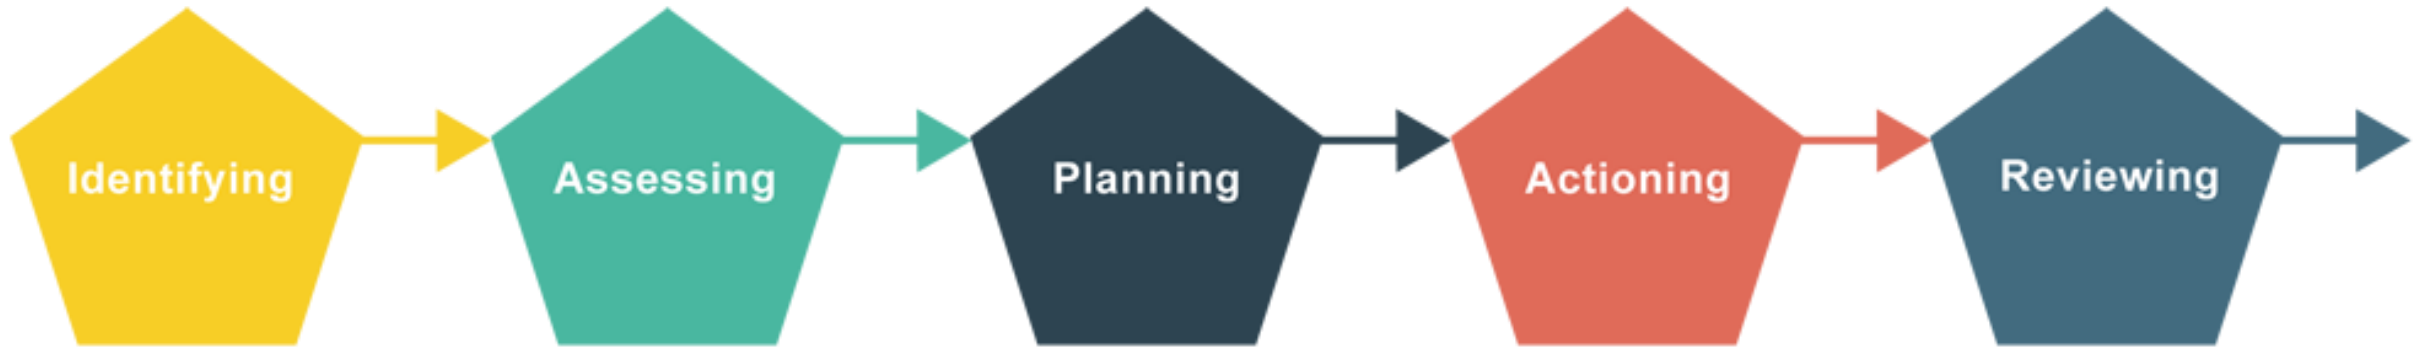 Identifying
Assessing
Planning
Actioning
Reviewing